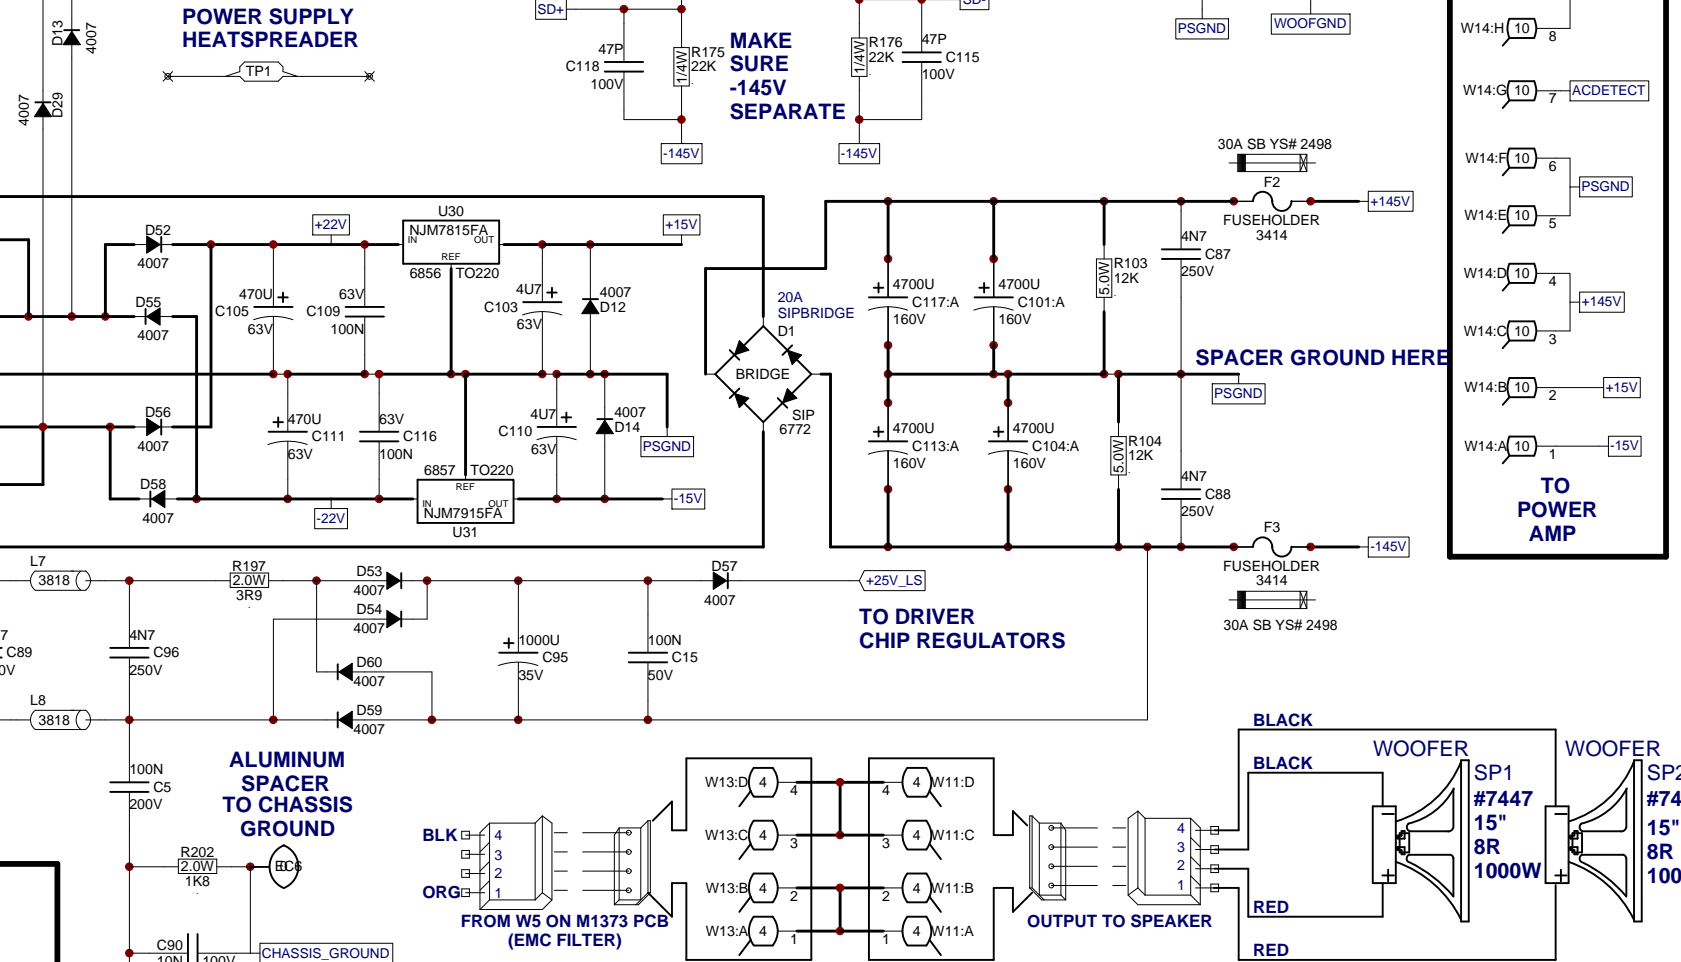 POWER SUPPLY
HEATSPREADER
TP1
D13
4007
4007
D29
SD+
47P
C118
100V
1/4W
R175
22K
-145V
MAKE
SURE
-145V
SEPARATE
1/4W
R176
22K
47P
C115
100V
-145V
PSGND
WOOFGND
W14:H
10
8
W14:G
10
7
ACDETECT
W14:F
10
6
PSGND
W14:E
10
5
W14:D
10
4
+145V
W14:C
10
3
W14:B
10
2
+15V
W14:A
10
1
-15V
TO
POWER
AMP
30A SB YS# 2498
F2
FUSEHOLDER
3414
+145V
D52
4007
D55
4007
+22V
470U
C105
63V
63V
C109
100N
U30
NJM7815FA
IN
OUT
REF
6856
TO220
+15V
4U7
C103
63V
4007
D12
20A
SIPBRIDGE
D1
BRIDGE
SIP
6772
4700U
C117:A
160V
4700U
C101:A
160V
5.0W
R103
12K
4N7
C87
250V
SPACER GROUND HERE
PSGND
D56
4007
D58
4007
470U
C111
63V
63V
C116
100N
-22V
6857
TO220
REF
IN
OUT
NJM7915FA
U31
4U7
C110
63V
4007
D14
PSGND
-15V
4700U
C113:A
160V
4700U
C104:A
160V
5.0W
R104
12K
4N7
C88
250V
F3
FUSEHOLDER
3414
30A SB YS# 2498
-145V
L7
3818
R197
2.0W
3R9
D53
4007
D54
4007
D60
4007
D59
4007
D57
4007
+25V_LS
TO DRIVER
CHIP REGULATORS
C89
4N7
C96
250V
1000U
C95
35V
100N
C15
50V
L8
3818
100N
C5
200V
ALUMINUM
SPACER
TO CHASSIS
GROUND
R202
2.0W
1K8
C90
10N
100V
CHASSIS_GROUND
BLK
ORG
4
3
2
1
FROM W5 ON M1373 PCB
(EMC FILTER)
W13:D
4
4
W13:C
4
3
W13:B
4
2
W13:A
4
1
4
4
W11:D
3
4
W11:C
2
4
W11:B
1
4
W11:A
OUTPUT TO SPEAKER
4
3
2
1
BLACK
BLACK
RED
RED
WOOFER
SP1
#7447
15"
8R
1000W
WOOFER
15"
8R